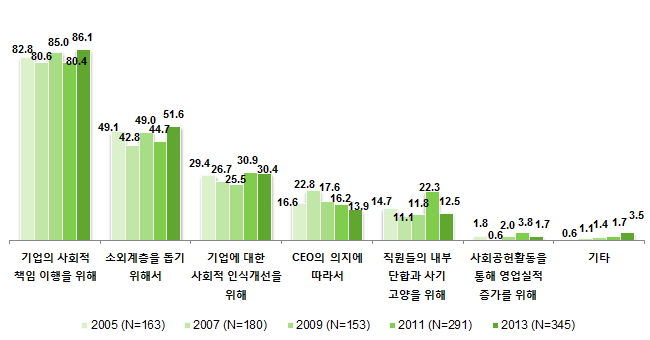 82.8 80.6 85.0 80.4 86.1
49.1 42.8 49.0 44.7 51.6
29.4 26.7 25.5 30.9 30.4
16.6 22.8 17.6 16.2 13.9
14.7 11.1 11.8 22.3 12.5
1.8 0.6 2.0 3.8 1.7
0.6 1.1 1.4 1.7 3.5
기업의 사회적
책임 이행을 위해
소외계층을 돕기
위해서
기업에 대한
사회적 인식개선을
위해
CEO의 의지에
따라서
직원들의 내부
단합과 사기
고양을 위해
사회공헌활동을
통해 영업실적
증가를 위해
기타
2005 (N=163) 2007 (N=180) 2009 (N=153) 2011 (N=291) 2013 (N=345)